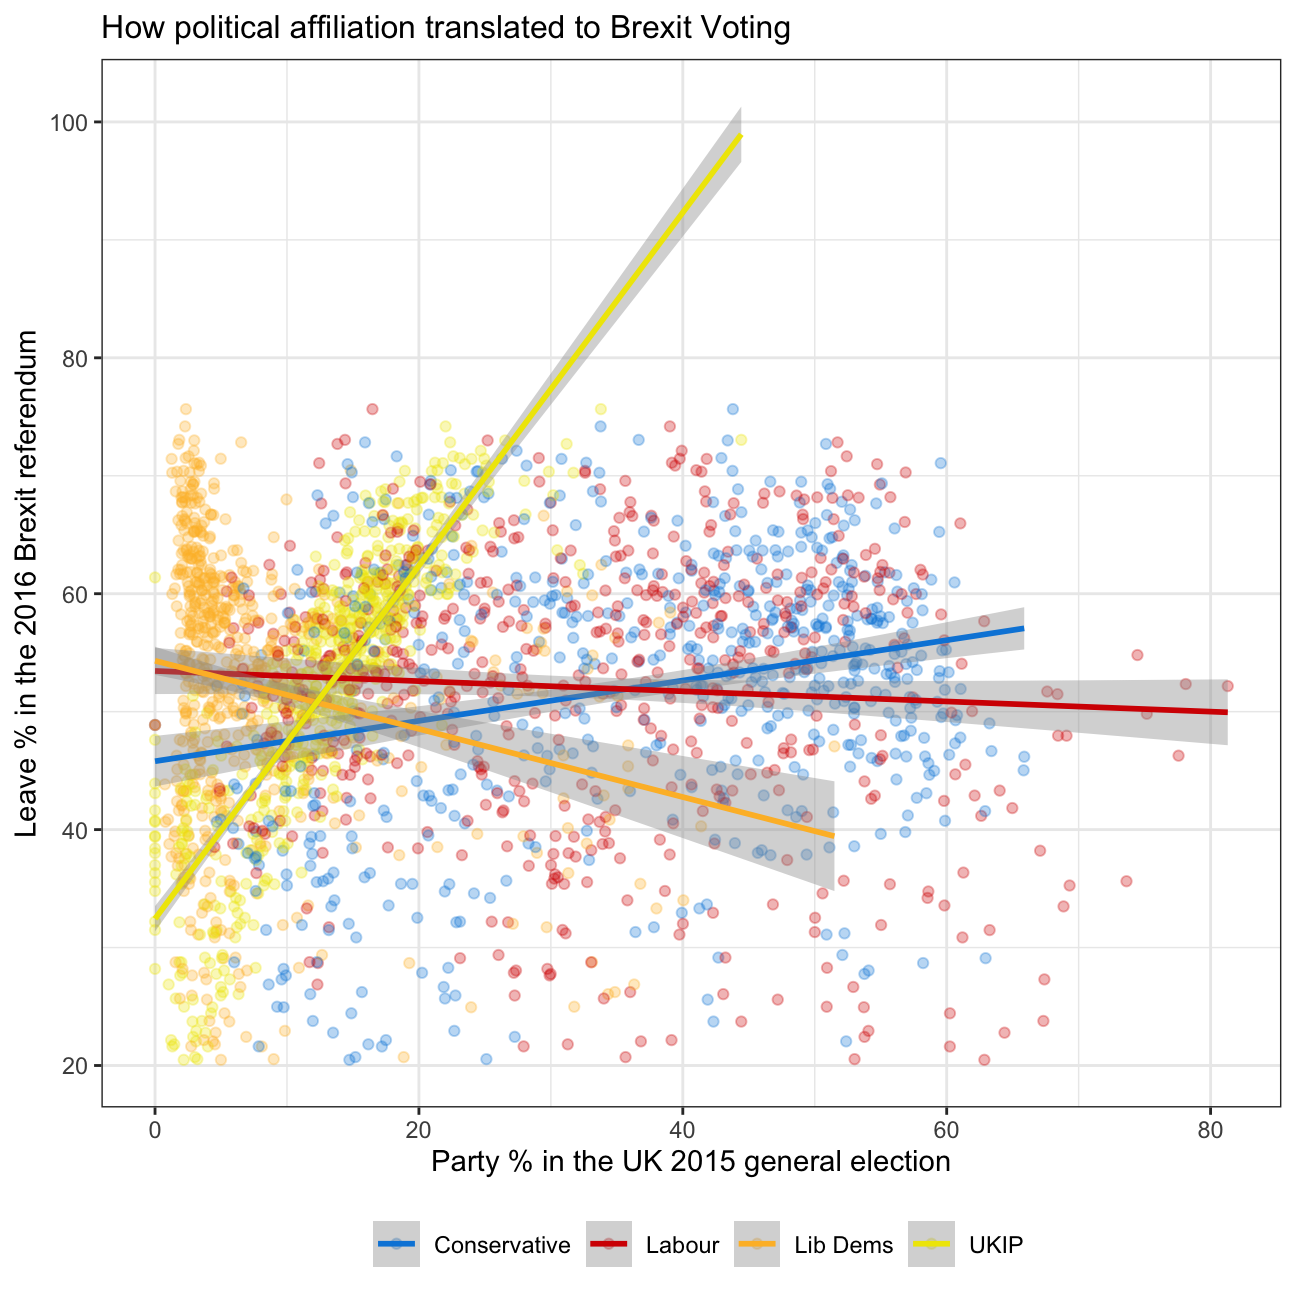 How political affiliation translated to Brexit Voting
Leave % in the 2016 Brexit referendum
100
80
60
40
20
0 20 40 60 80
Party % in the UK 2015 general election
Conservative Labour Lib Dems UKIP